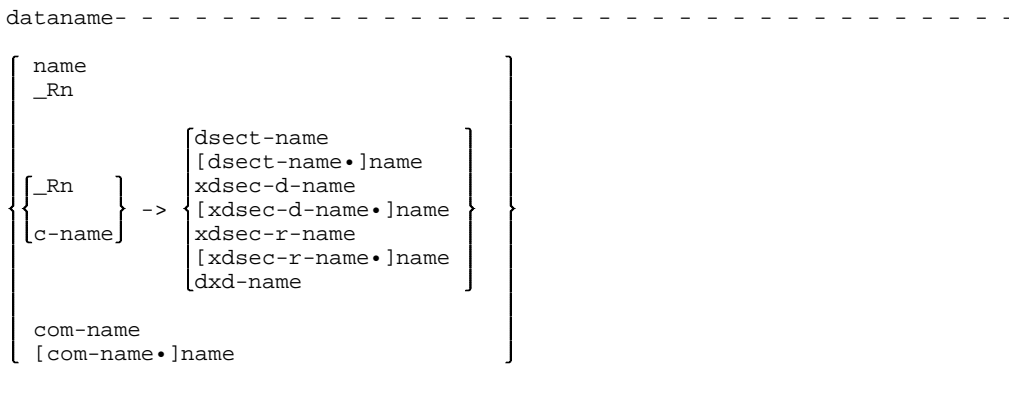 dataname- - - - - - - - - - - - - - - - - - - - - - - - - - - - - - - - - - -
name
_Rn
dsect-name
[dsect-name•]name
_Rn xdsec-d-name
-> [xdsec-d-name•]name
c-name xdsec-r-name
[xdsec-r-name•]name
dxd-name
com-name
[com-name•]name